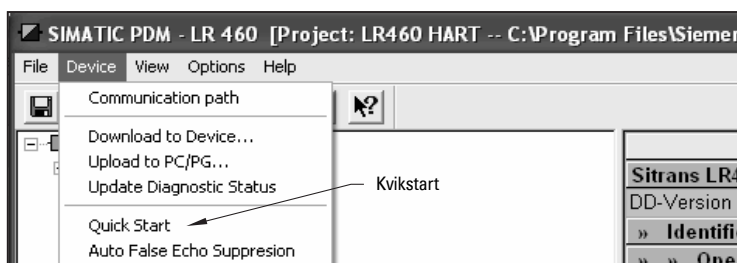 SIMATIC PDM - LR 460 [Project: LR460 HART -- C:\Program Files\Siemen
File Device View Options Help
Communication path
Download to Device...
Upload to PC/PG...
Update Diagnostic Status
Kvikstart
Quick Start
Auto False Echo Suppresion
Sitrans LR4
DD-Version
» Identifi
» » Ope